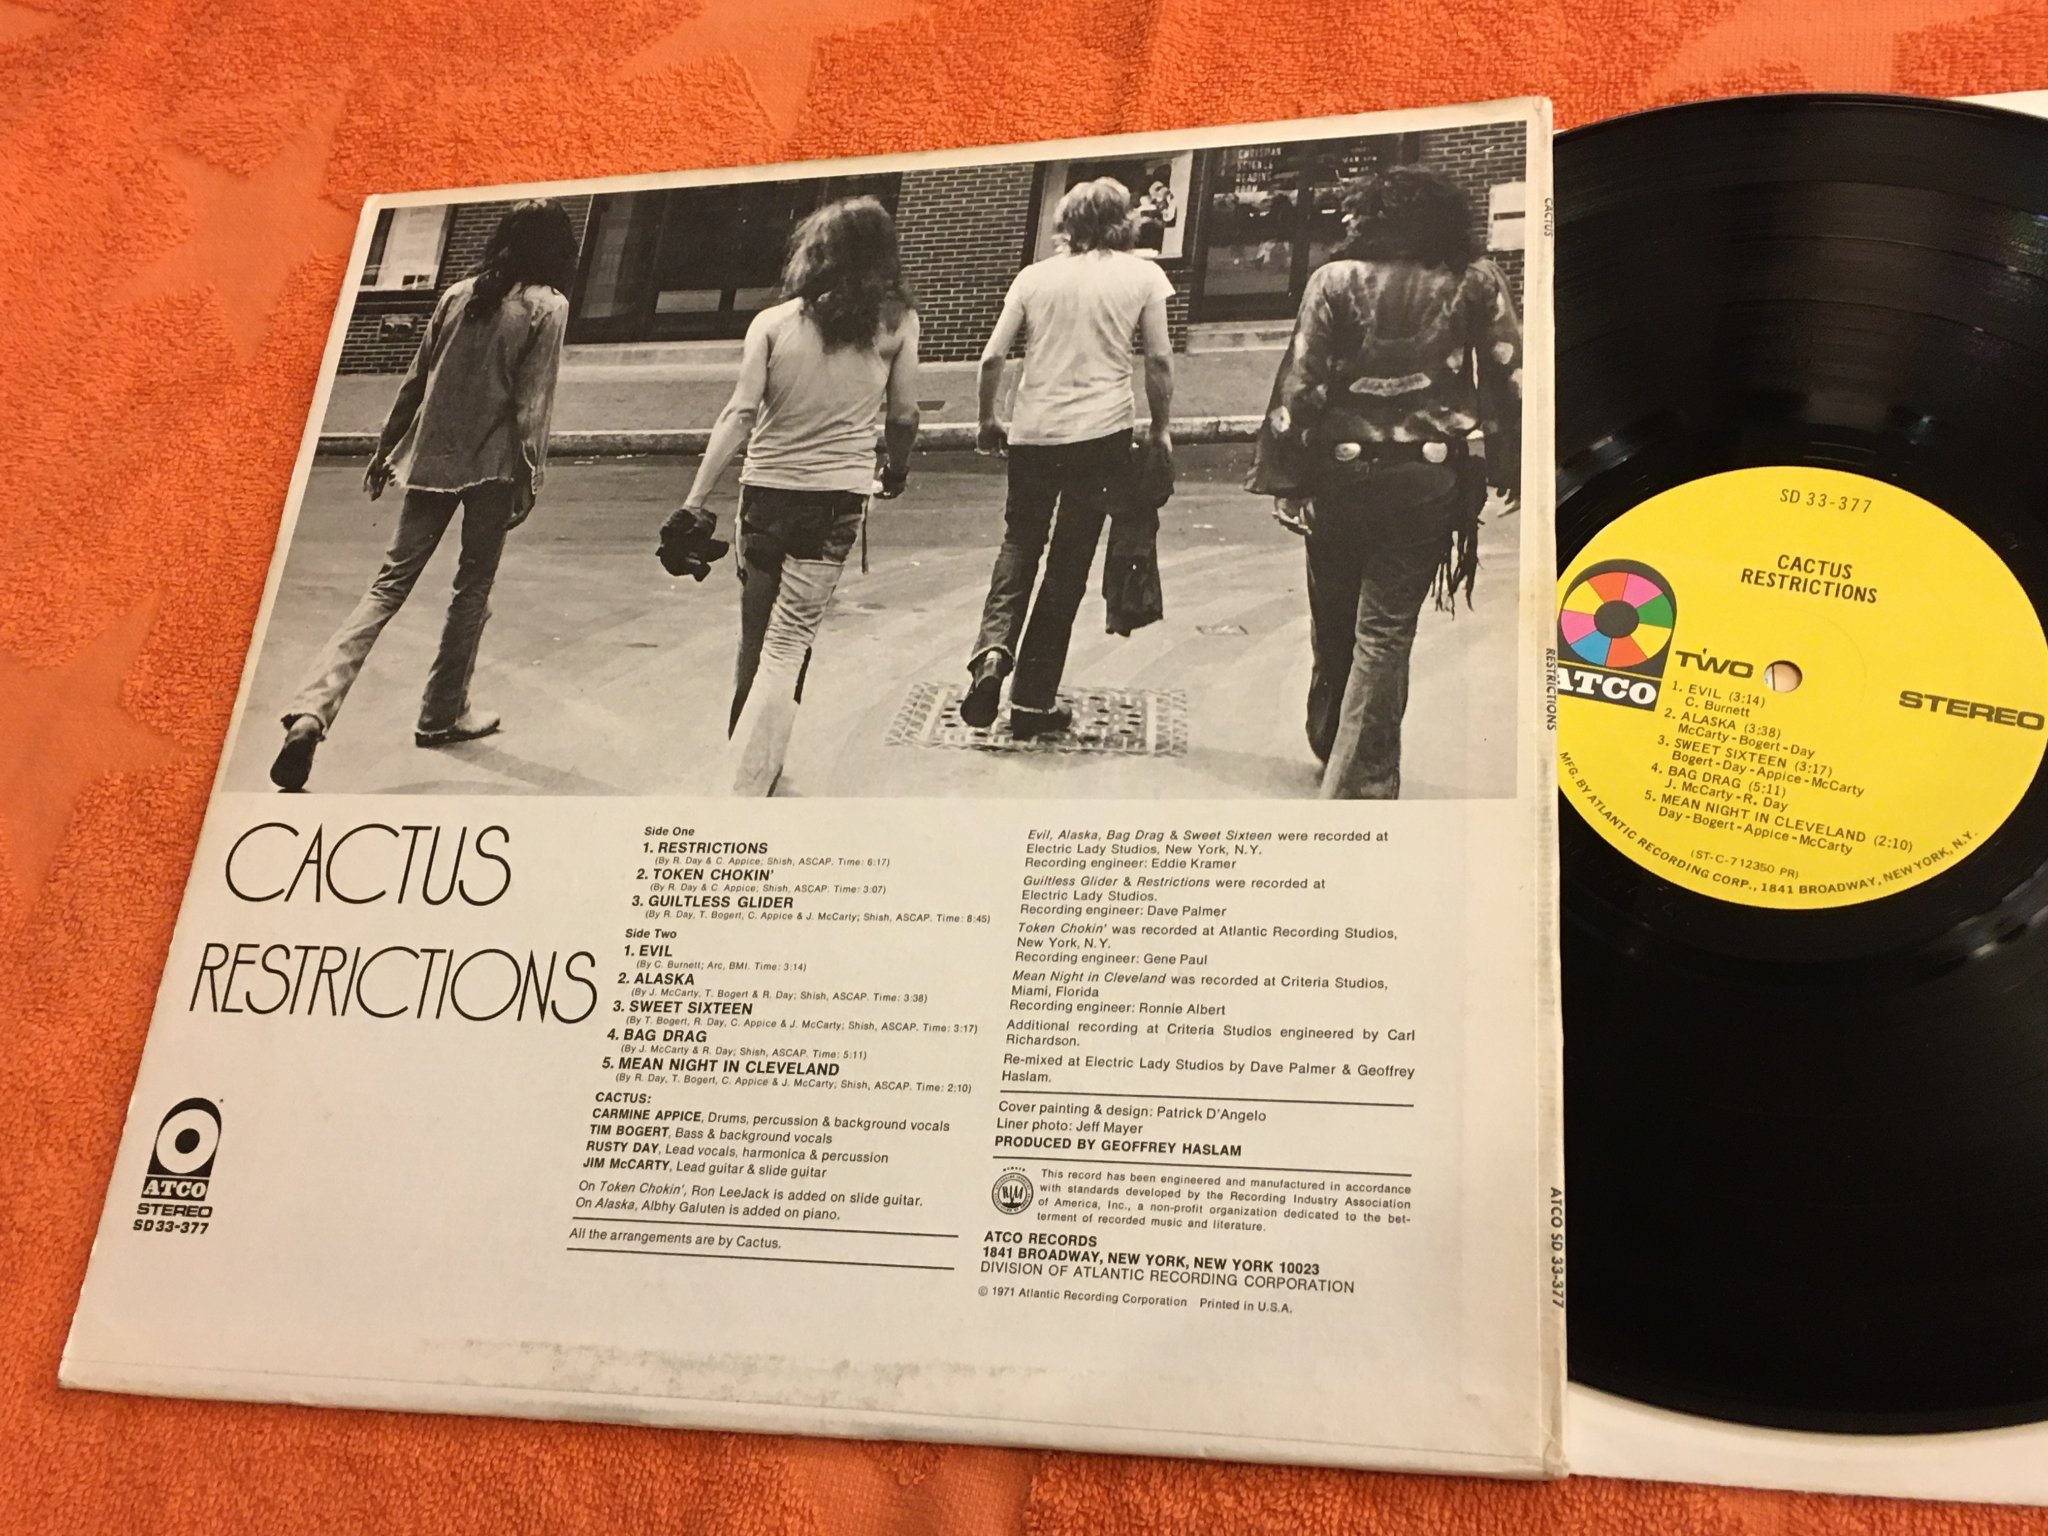 CHRISTIAN
SCIENCE
READING
ROOM
CACTUS
RESTRICTIONS
Side One
1. RESTRICTIONS
(By R. Day & C. Appice; Shish, ASCAP. Time: 6:17)
2. TOKEN CHOKIN'
(By R. Day & C. Appice; Shish, ASCAP. Time: 3:07)
3. GUILTLESS GLIDER
(By R. Day, T. Bogert, C. Appice & J. McCarty; Shish, ASCAP. Time: 8:45)
Side Two
1. EVIL
(By C. Burnett; Arc, BMI. Time: 3:14)
2. ALASKA
(By J. McCarty, T. Bogert & R. Day; Shish, ASCAP. Time: 3:38)
3. SWEET SIXTEEN
(By T. Bogert, R. Day, C. Appice & J. McCarty; Shish, ASCAP. Time: 3:17)
4. BAG DRAG
(By J. McCarty & R. Day; Shish, ASCAP. Time: 5:11)
5. MEAN NIGHT IN CLEVELAND
(By R. Day, T. Bogert, C. Appice & J. McCarty; Shish, ASCAP. Time: 2:10)
CACTUS:
CARMINE APPICE, Drums, percussion & background vocals
TIM BOGERT, Bass & background vocals
RUSTY DAY, Lead vocals, harmonica & percussion
JIM McCARTY, Lead guitar & slide guitar
On Token Chokin', Ron LeeJack is added on slide guitar.
On Alaska, Albhy Galuten is added on piano.
All the arrangements are by Cactus.
Evil, Alaska, Bag Drag & Sweet Sixteen were recorded at
Electric Lady Studios, New York, N.Y.
Recording engineer: Eddie Kramer
Guiltless Glider & Restrictions were recorded at
Electric Lady Studios.
Recording engineer: Dave Palmer
Token Chokin' was recorded at Atlantic Recording Studios,
New York, N.Y.
Recording engineer: Gene Paul
Mean Night in Cleveland was recorded at Criteria Studios,
Miami, Florida
Recording engineer: Ronnie Albert
Additional recording at Criteria Studios engineered by Carl
Richardson.
Re-mixed at Electric Lady Studios by Dave Palmer & Geoffrey
Haslam.
Cover painting & design: Patrick D'Angelo
Liner photo: Jeff Mayer
PRODUCED BY GEOFFREY HASLAM
This record has been engineered and manufactured in accordance
with standards developed by the Recording Industry Association
of America, Inc., a non-profit organization dedicated to the bet-
terment of recorded music and literature.
ATCO RECORDS
1841 BROADWAY, NEW YORK, NEW YORK 10023
DIVISION OF ATLANTIC RECORDING CORPORATION
© 1971 Atlantic Recording Corporation Printed in U.S.A.
ATCO
STEREO
SD 33-377
CACTUS
RESTRICTIONS
ATCO SD 33-377
SD 33-377
CACTUS
RESTRICTIONS
ATCO
TWO
STEREO
1. EVIL (3:14)
C. Burnett
2. ALASKA (3:38)
McCarty-Bogert-Day
3. SWEET SIXTEEN (3:17)
Bogert-Day-Appice-McCarty
4. BAG DRAG (5:11)
J. McCarty-R. Day
5. MEAN NIGHT IN CLEVELAND (2:10)
Day-Bogert-Appice-McCarty
(ST-C-712350 PR)
MFG. BY ATLANTIC RECORDING CORP., 1841 BROADWAY, NEW YORK, N.Y.